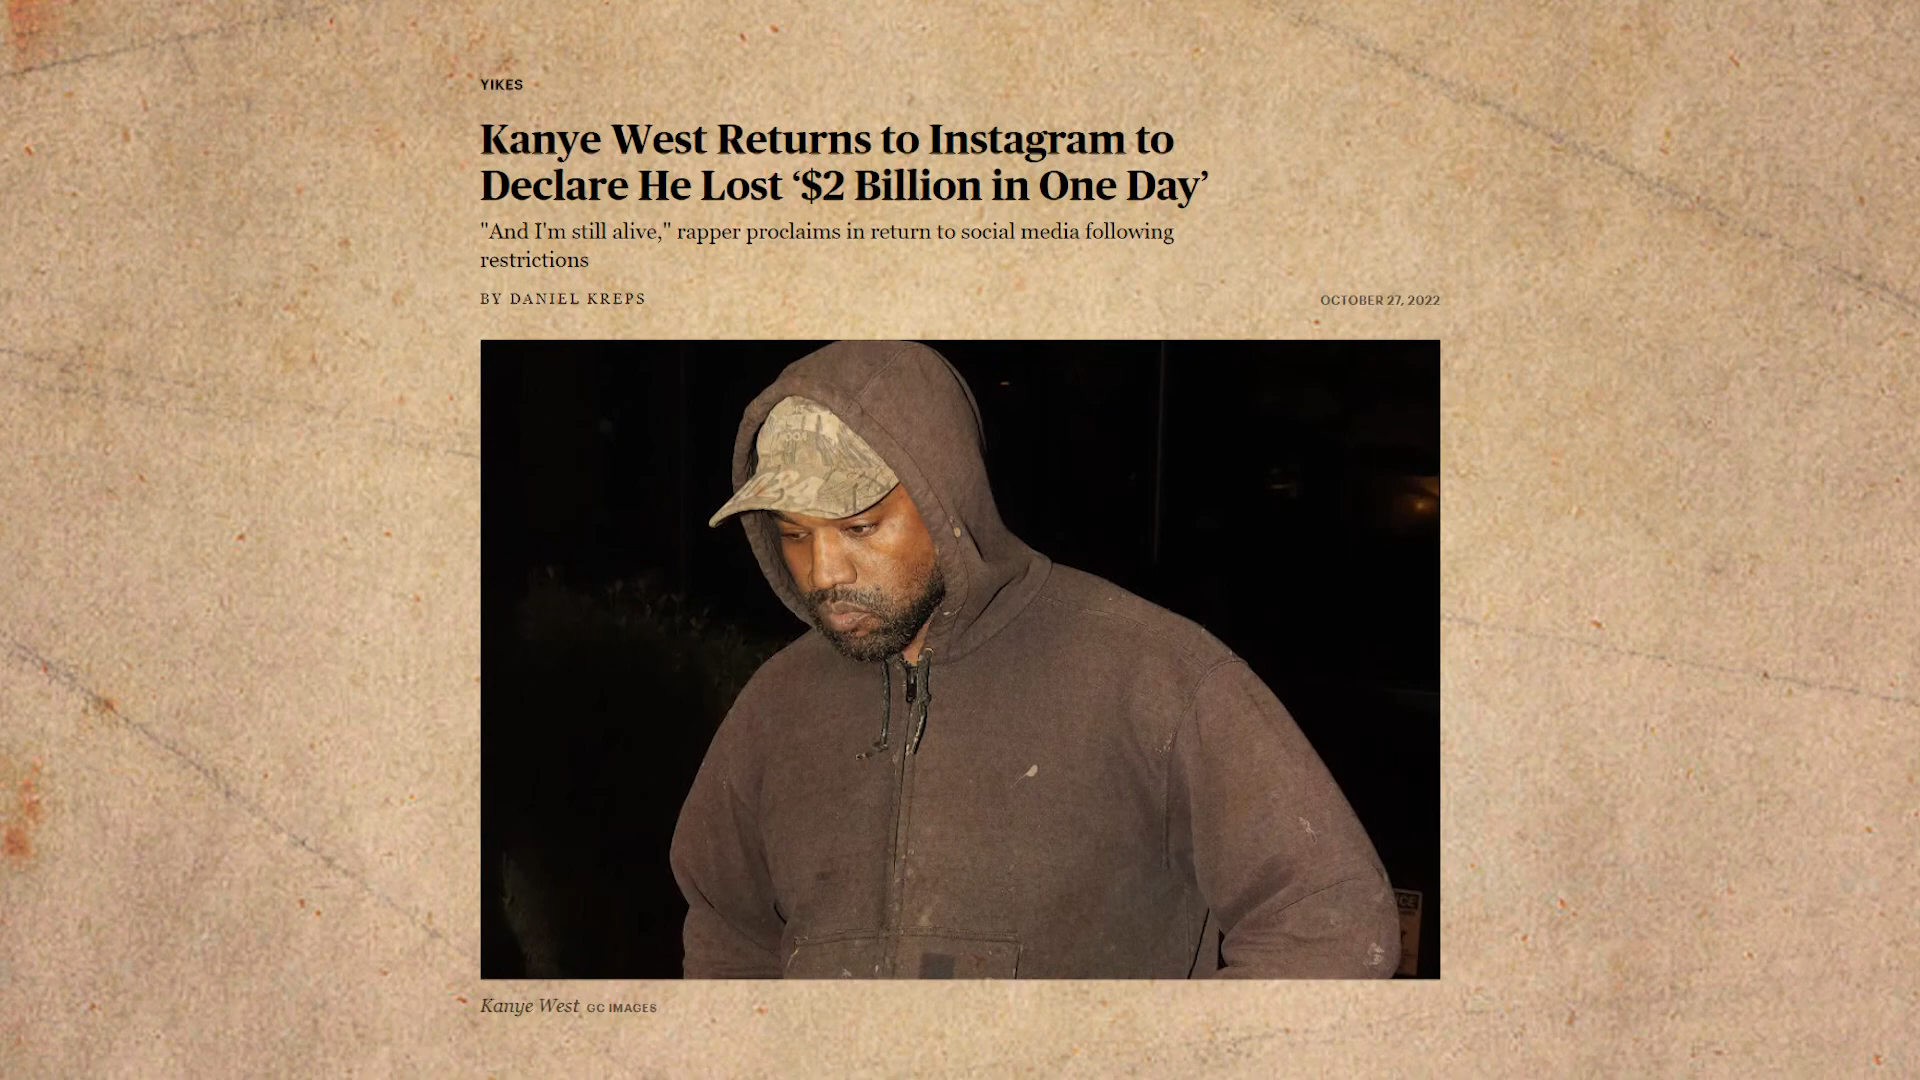 YIKES
Kanye West Returns to Instagram to
Declare He Lost ‘$2 Billion in One Day’
"And I'm still alive," rapper proclaims in return to social media following
restrictions
BY DANIEL KREPS
OCTOBER 27, 2022
Kanye West GC IMAGES